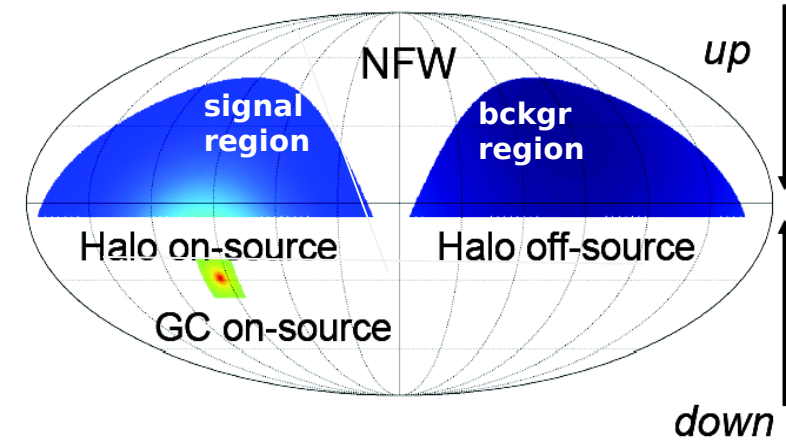 NFW
up
signal
region
bckgr
region
Halo on-source
Halo off-source
GC on-source
down